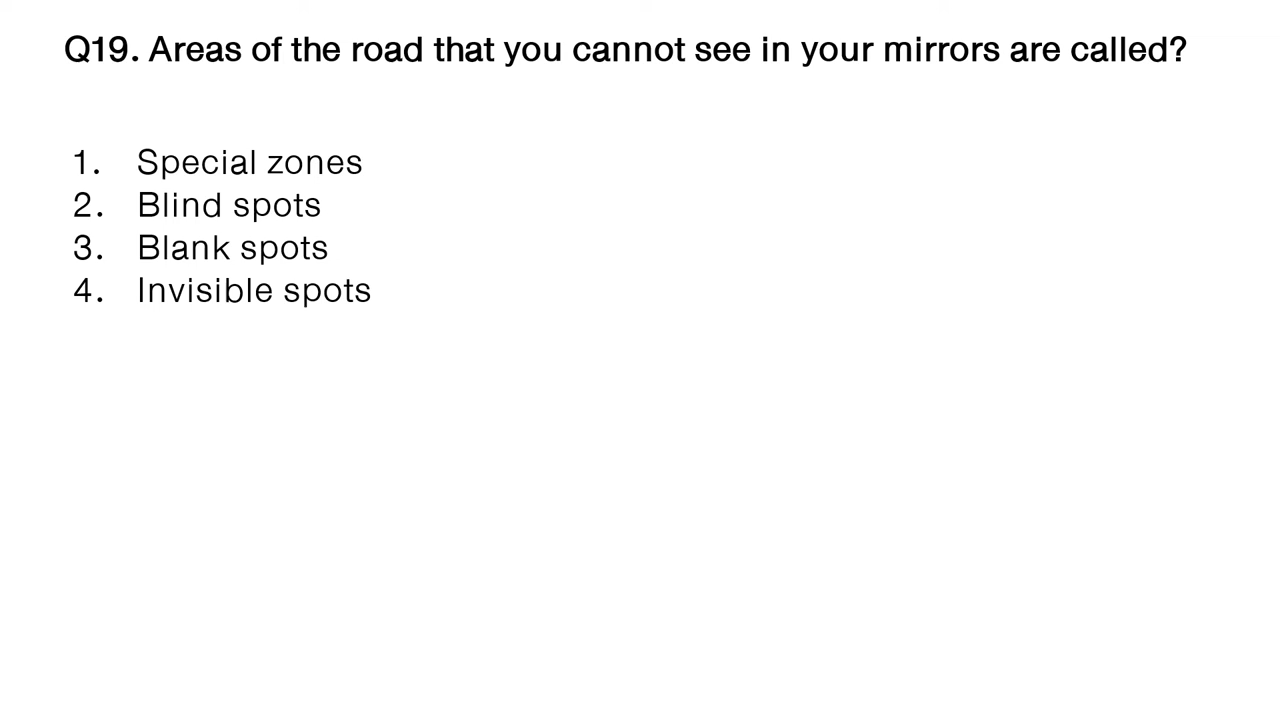 Q19. Areas of the road that you cannot see in your mirrors are called?
1. Special zones
2. Blind spots
3. Blank spots
4. Invisible spots